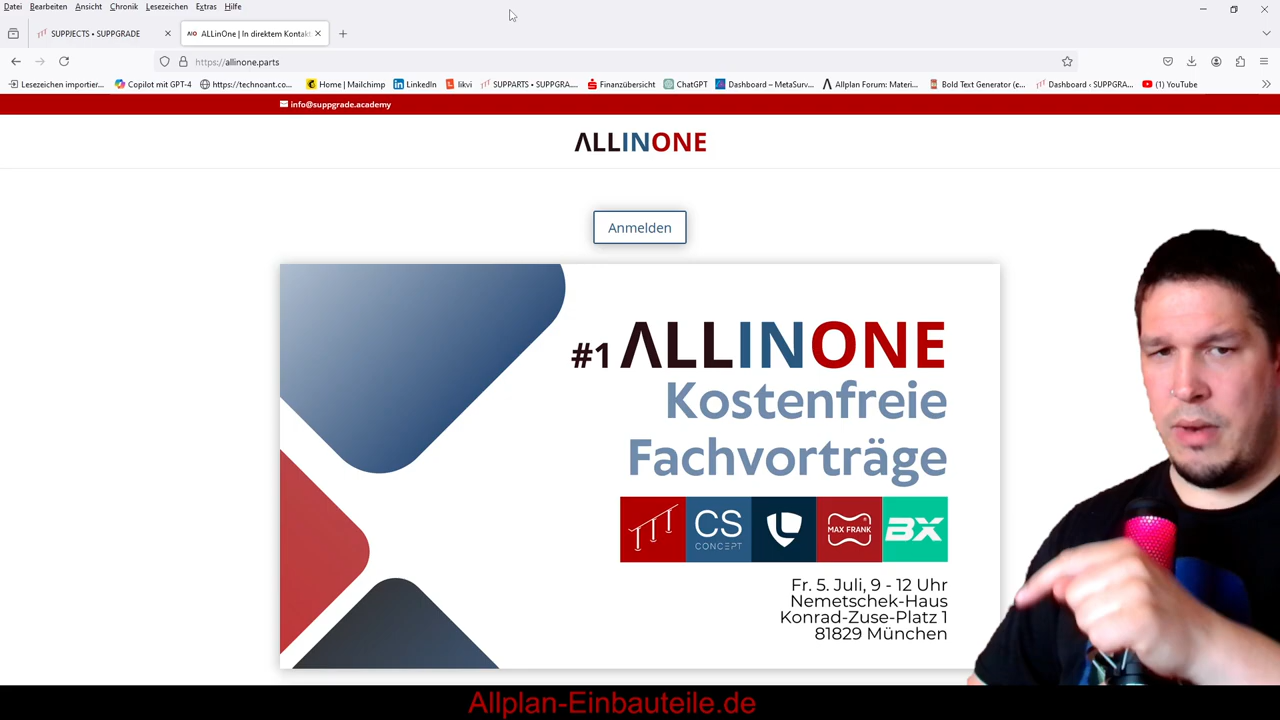 Datei Bearbeiten Ansicht Chronik Extras Lesezeichen Hilfe
SUPPJECTS • SUPPGRADE
ALLinOne | In direktem Kontakt
https://allinone.parts
Lesezeichen importier... Copilot mit GPT-4 https://technoant.co... Home | Mailchimp LinkedIn likvi SUPPARTS • SUPPGRA... Finanzübersicht ChatGPT Dashboard – MetaSurv... Allplan Forum: Materi... Bold Text Generator (e... Dashboard ‹ SUPPGRA... (1) YouTube
info@suppgrade.academy
ALLINONE
Anmelden
#1 ALLINONE
Kostenfreie
Fachvorträge
CS CONCEPT MAX FRANK BX
Fr. 5. Juli, 9 - 12 Uhr
Nemetschek-Haus
Konrad-Zuse-Platz 1
81829 München
Allplan-Einbauteile.de